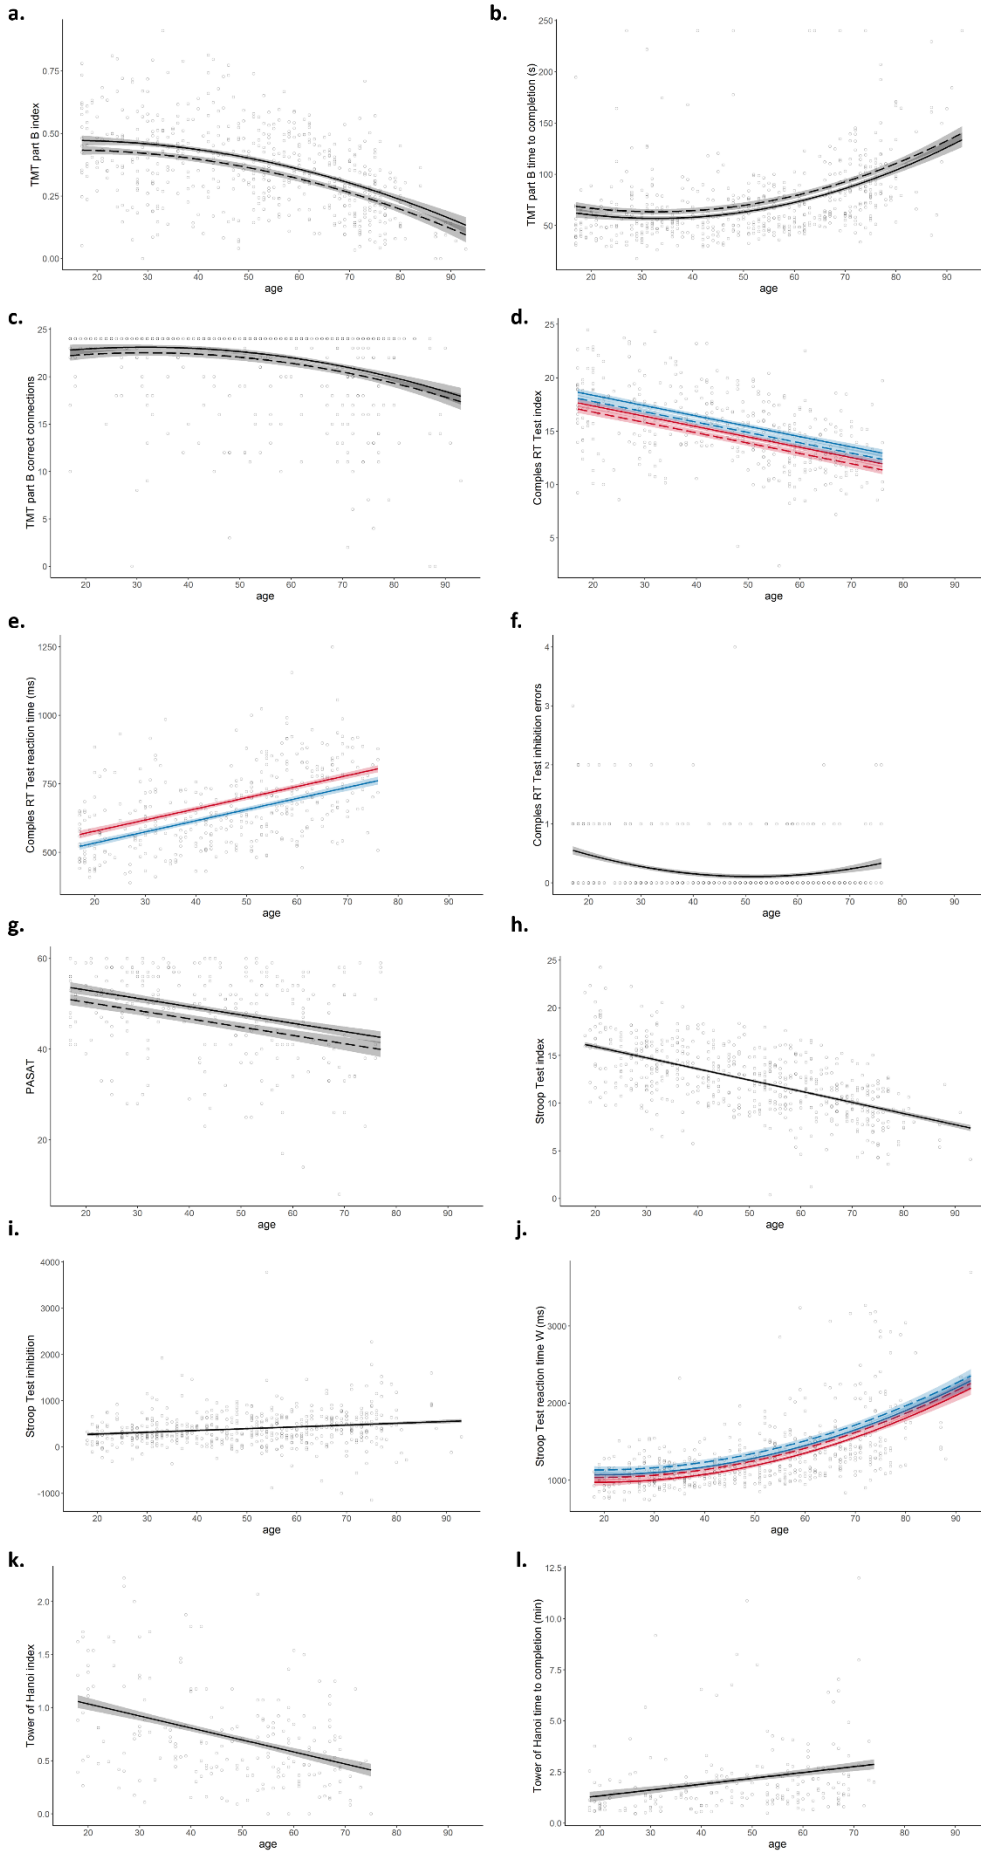 a.
TMT part B index
0.75
0.50
0.25
0.00
20 30 40 50 60 70 80 90
age
b.
TMT part B time to completion (s)
250
200
150
100
50
20 30 40 50 60 70 80 90
age
c.
TMT part B correct connections
25
20
15
10
5
0
20 30 40 50 60 70 80 90
age
d.
Comples RT Test index
25
20
15
10
5
20 30 40 50 60 70 80 90
age
e.
Comples RT Test reaction time (ms)
1250
1000
750
500
20 30 40 50 60 70 80 90
age
f.
Comples RT Test inhibition errors
4
3
2
1
0
20 30 40 50 60 70 80 90
age
g.
PASAT
60
40
20
20 30 40 50 60 70 80 90
age
h.
Stroop Test index
25
20
15
10
5
0
20 30 40 50 60 70 80 90
age
i.
Stroop Test inhibition
4000
3000
2000
1000
0
-1000
20 30 40 50 60 70 80 90
age
j.
Stroop Test reaction time W (ms)
3000
2000
1000
20 30 40 50 60 70 80 90
age
k.
Tower of Hanoi index
2.0
1.5
1.0
0.5
0.0
20 30 40 50 60 70 80 90
age
l.
Tower of Hanoi time to completion (min)
12.5
10.0
7.5
5.0
2.5
0.0
20 30 40 50 60 70 80 90
age